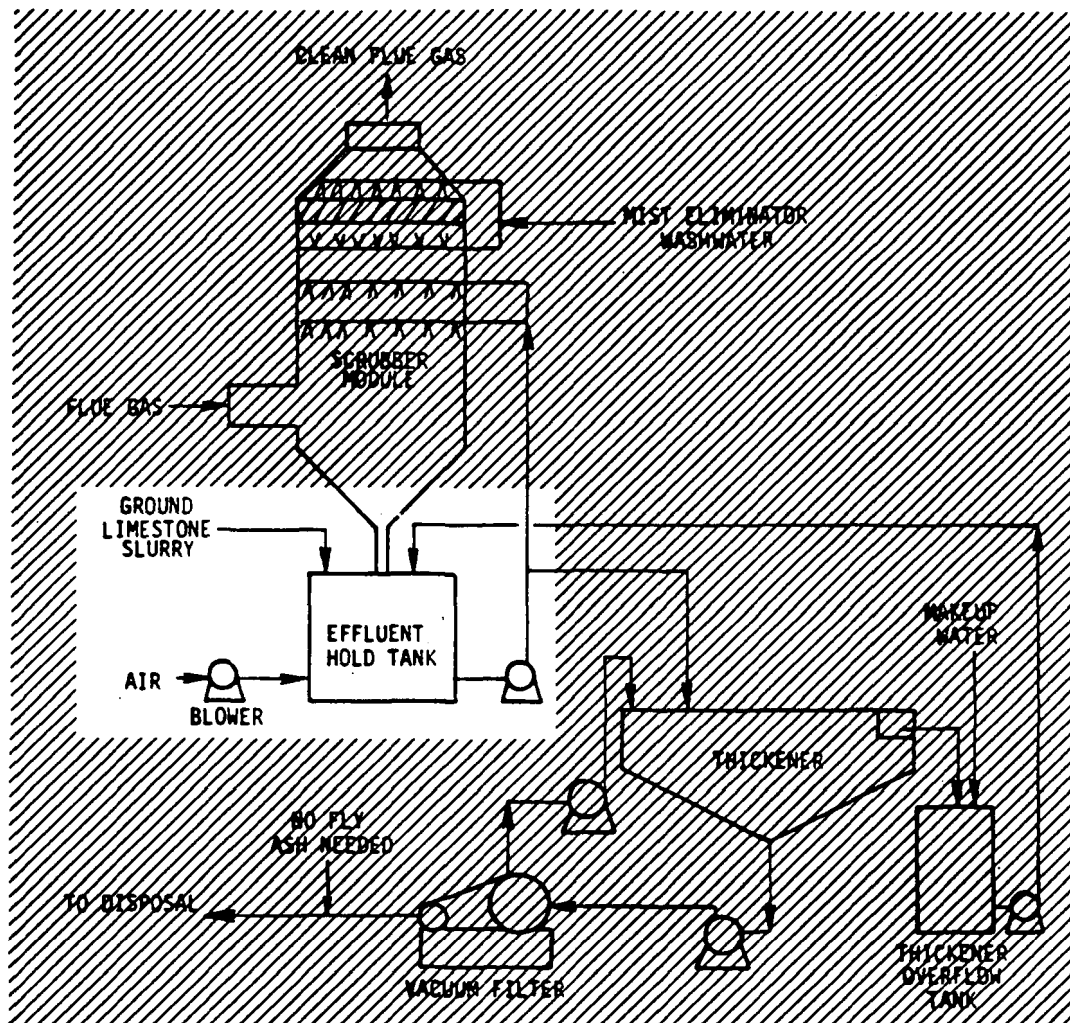 CLEAN FLUE GAS
MIST ELIMINATOR
WASHWATER
SCRUBBER
MODULE
FLUE GAS
GROUND
LIMESTONE
SLURRY
EFFLUENT
HOLD TANK
AIR
BLOWER
MAKEUP
WATER
THICKENER
NO FLY
ASH NEEDED
TO DISPOSAL
VACUUM FILTER
THICKENER
OVERFLOW
TANK